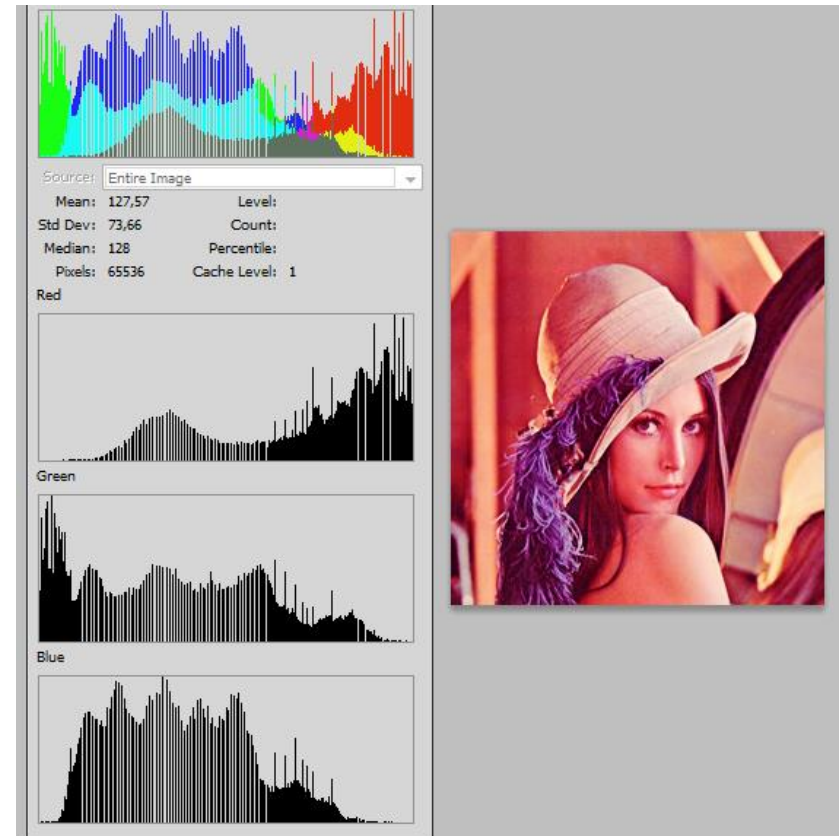 Source: Entire Image
Mean: 127,57 Level:
Std Dev: 73,66 Count:
Median: 128 Percentile:
Pixels: 65536 Cache Level: 1
Red
Green
Blue